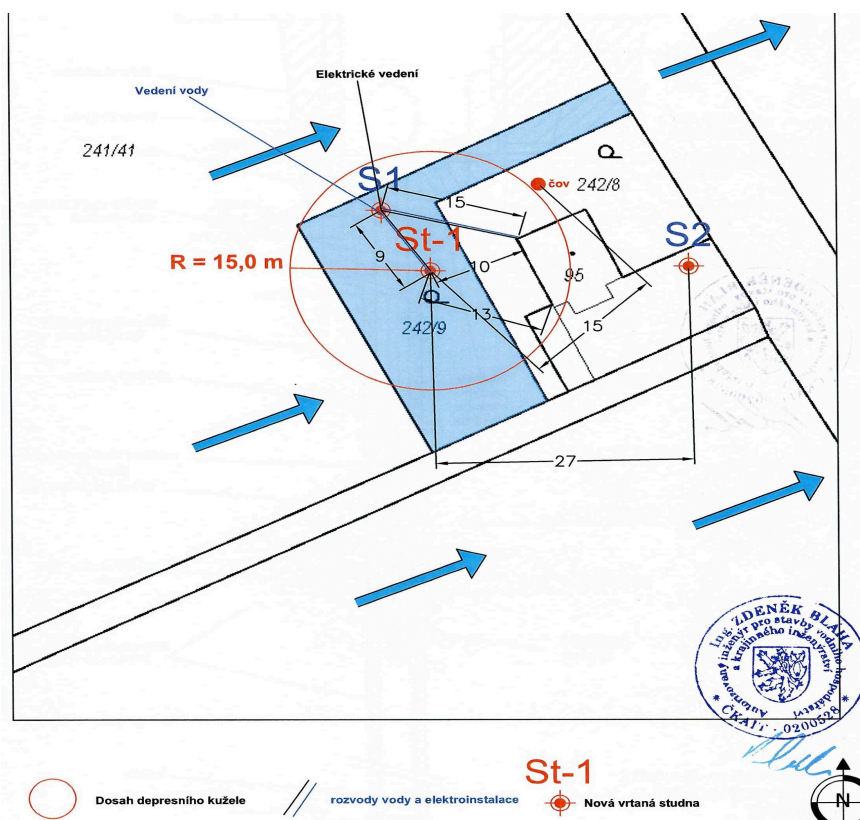 Elektrické vedení
Vedení vody
241/41
S1
15
čov
242/8
St-1
S2
9
10
R = 15,0 m
95
13
15
242/9
27
Ing. ZDENĚK BLÁHA
Autorizovaný inženýr pro stavby vodního hospodářství
a krajinného inženýrství
* ČKAIT - 0200528 *
St-1
Dosah depresního kužele
rozvody vody a elektroinstalace
Nová vrtaná studna
N